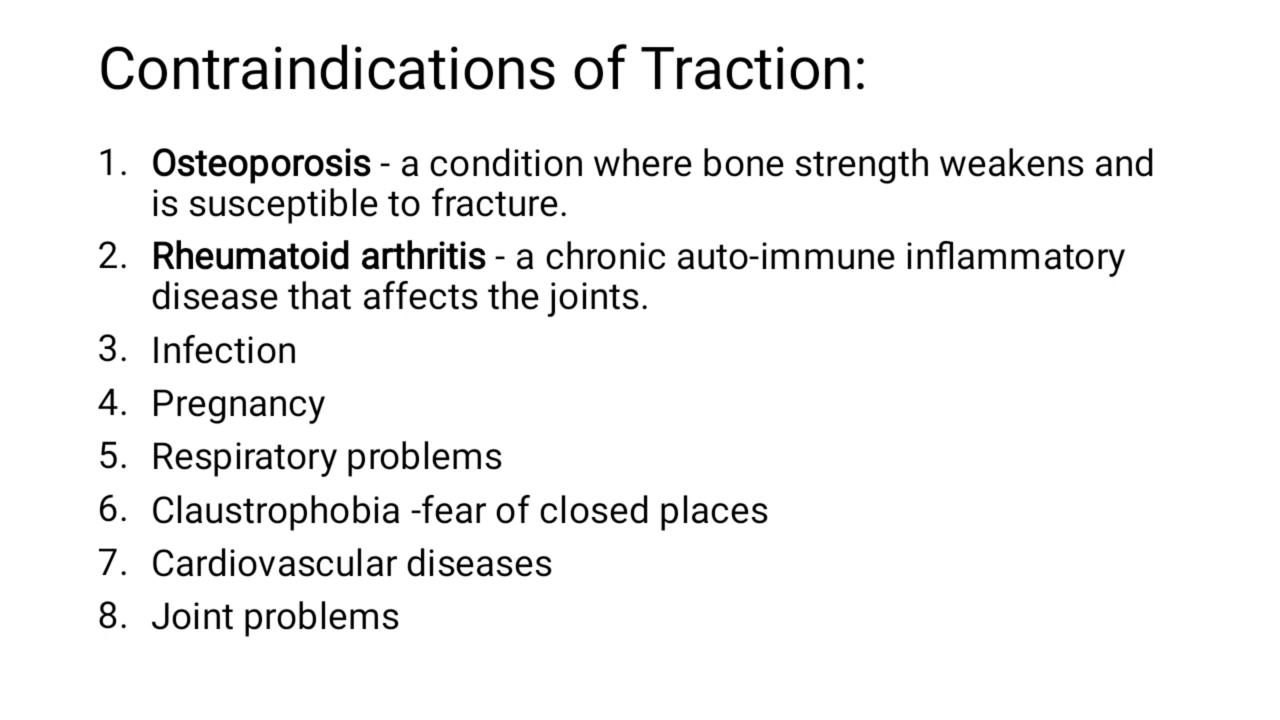 Contraindications of Traction:
1. Osteoporosis - a condition where bone strength weakens and
is susceptible to fracture.
2. Rheumatoid arthritis - a chronic auto-immune inflammatory
disease that affects the joints.
3. Infection
4. Pregnancy
5. Respiratory problems
6. Claustrophobia -fear of closed places
7. Cardiovascular diseases
8. Joint problems